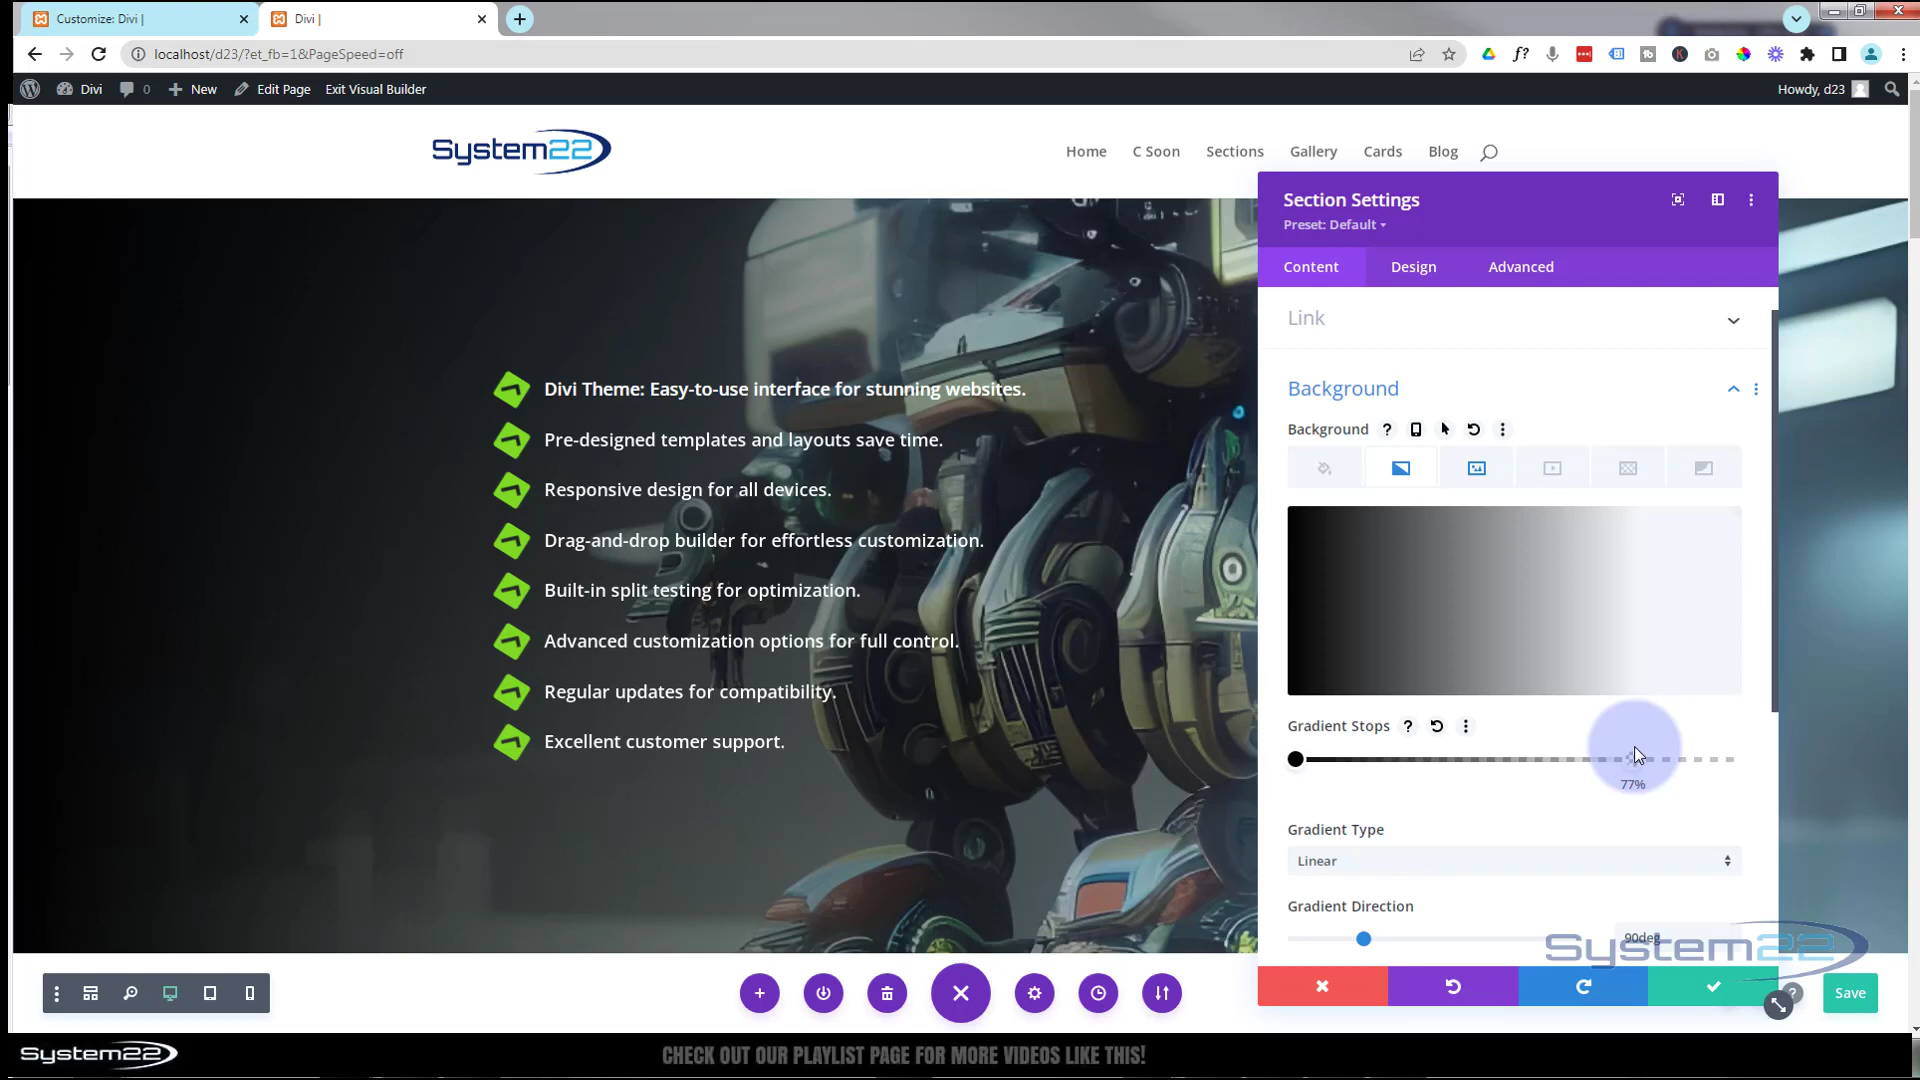 Customize: Divi |
Divi |
localhost/d23/?et_fb=1&PageSpeed=off
Divi
0
New
Edit Page
Exit Visual Builder
Howdy, d23
System22
Home
C Soon
Sections
Gallery
Cards
Blog
Section Settings
Preset: Default
Content
Design
Advanced
Link
Background
Background
Divi Theme: Easy-to-use interface for stunning websites.
Pre-designed templates and layouts save time.
Responsive design for all devices.
Drag-and-drop builder for effortless customization.
Built-in split testing for optimization.
Advanced customization options for full control.
Regular updates for compatibility.
Excellent customer support.
Gradient Stops
77%
Gradient Type
Linear
Gradient Direction
90deg
System22
Save
System22
CHECK OUT OUR PLAYLIST PAGE FOR MORE VIDEOS LIKE THIS!